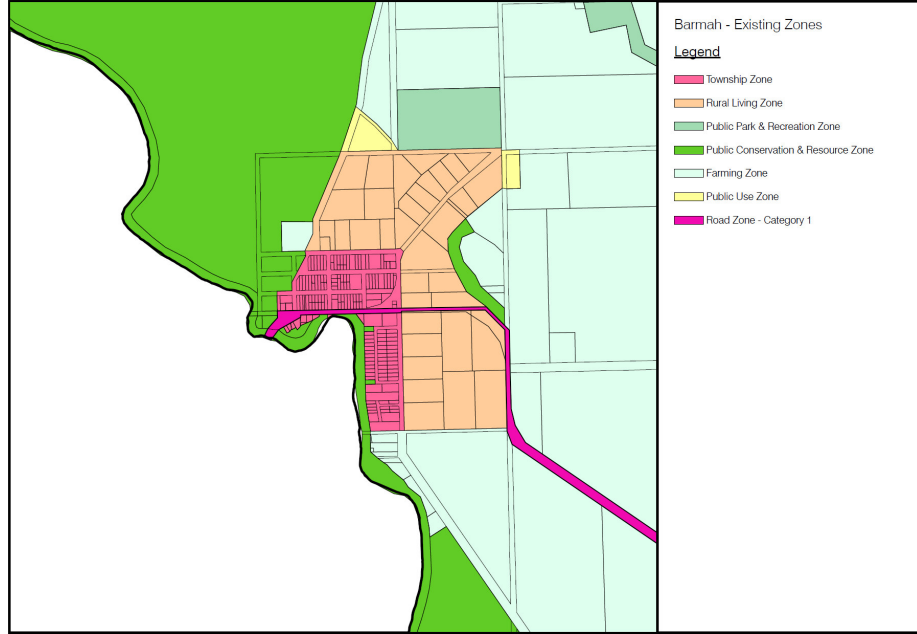 Barmah - Existing Zones
Legend
Township Zone
Rural Living Zone
Public Park & Recreation Zone
Public Conservation & Resource Zone
Farming Zone
Public Use Zone
Road Zone - Category 1